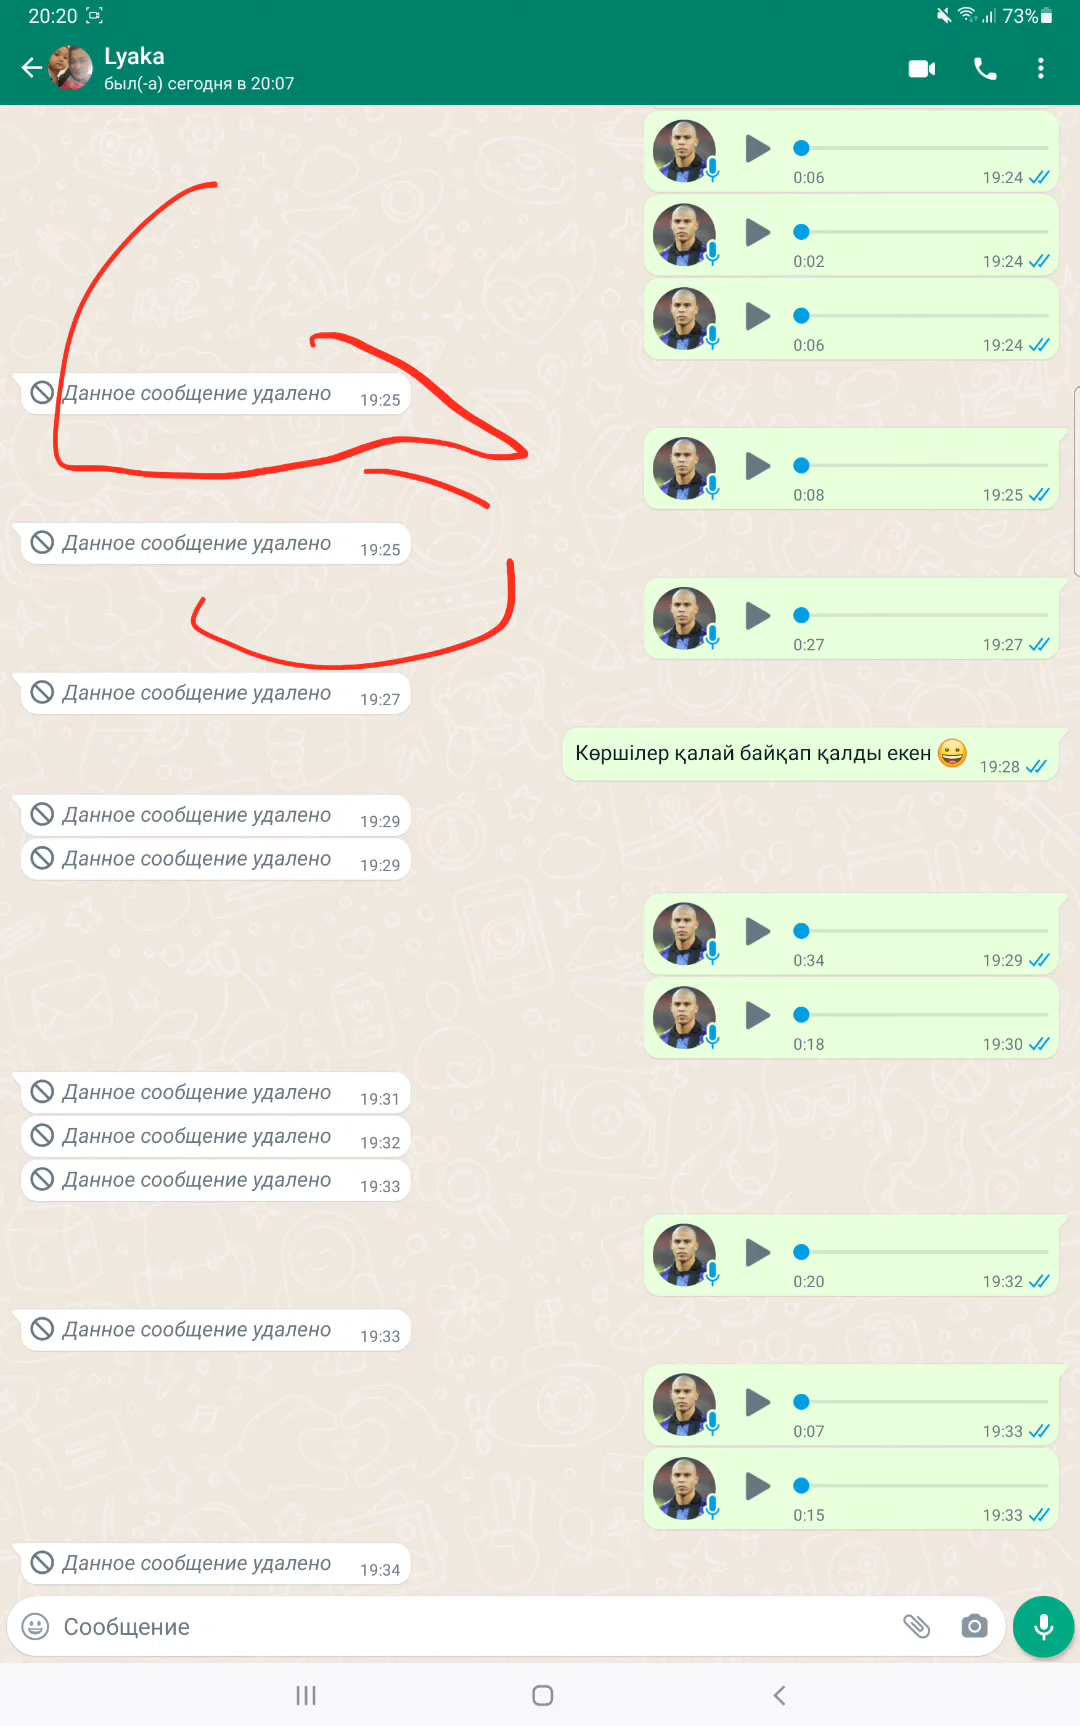 20:20 73%
Lyaka
был(-а) сегодня в 20:07
0:06 19:24
0:02 19:24
0:06 19:24
Данное сообщение удалено 19:25
0:08 19:25
Данное сообщение удалено 19:25
0:27 19:27
Данное сообщение удалено 19:27
Көршілер қалай байқап қалды екен 😀 19:28
Данное сообщение удалено 19:29
Данное сообщение удалено 19:29
0:34 19:29
0:18 19:30
Данное сообщение удалено 19:31
Данное сообщение удалено 19:32
Данное сообщение удалено 19:33
0:20 19:32
Данное сообщение удалено 19:33
0:07 19:33
0:15 19:33
Данное сообщение удалено 19:34
Сообщение